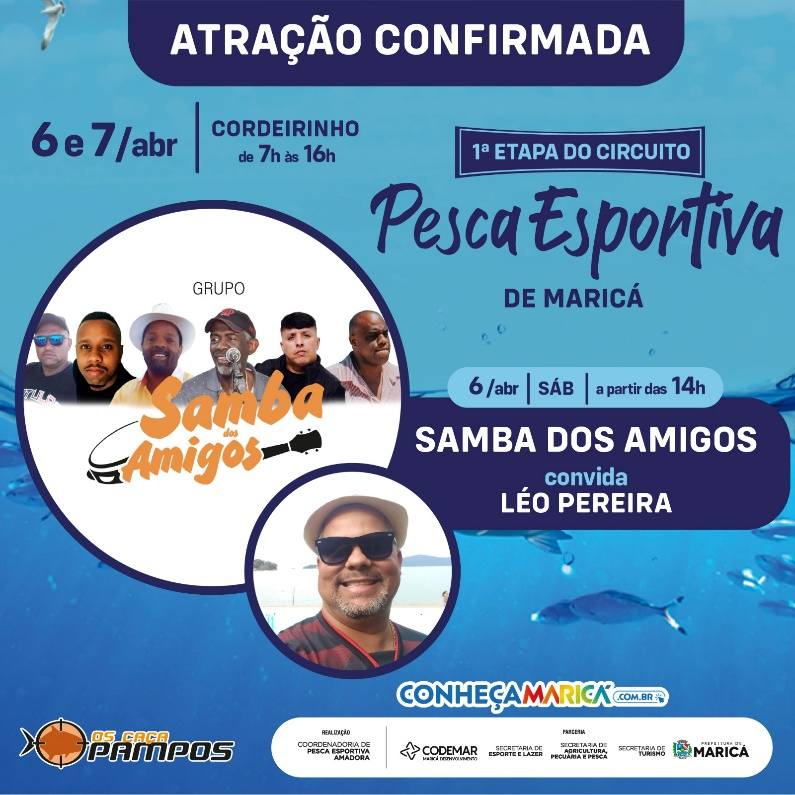 ATRAÇÃO CONFIRMADA
6 e 7/abr
CORDEIRINHO
de 7h às 16h
1ª ETAPA DO CIRCUITO
Pesca Esportiva
DE MARICÁ
GRUPO
Samba
dos
Amigos
6/abr SÁB a partir das 14h
SAMBA DOS AMIGOS
convida
LÉO PEREIRA
CONHEÇAMARICÁ .COM.BR
OS CAÇA
PAMPOS
REALIZAÇÃO
COORDENADORIA DE
PESCA ESPORTIVA
AMADORA
PARCERIA
CODEMAR
MARICÁ DESENVOLVIMENTO
SECRETARIA DE
ESPORTE E LAZER
SECRETARIA DE
AGRICULTURA,
PECUÁRIA E PESCA
SECRETARIA DE
TURISMO
PREFEITURA DE
MARICÁ